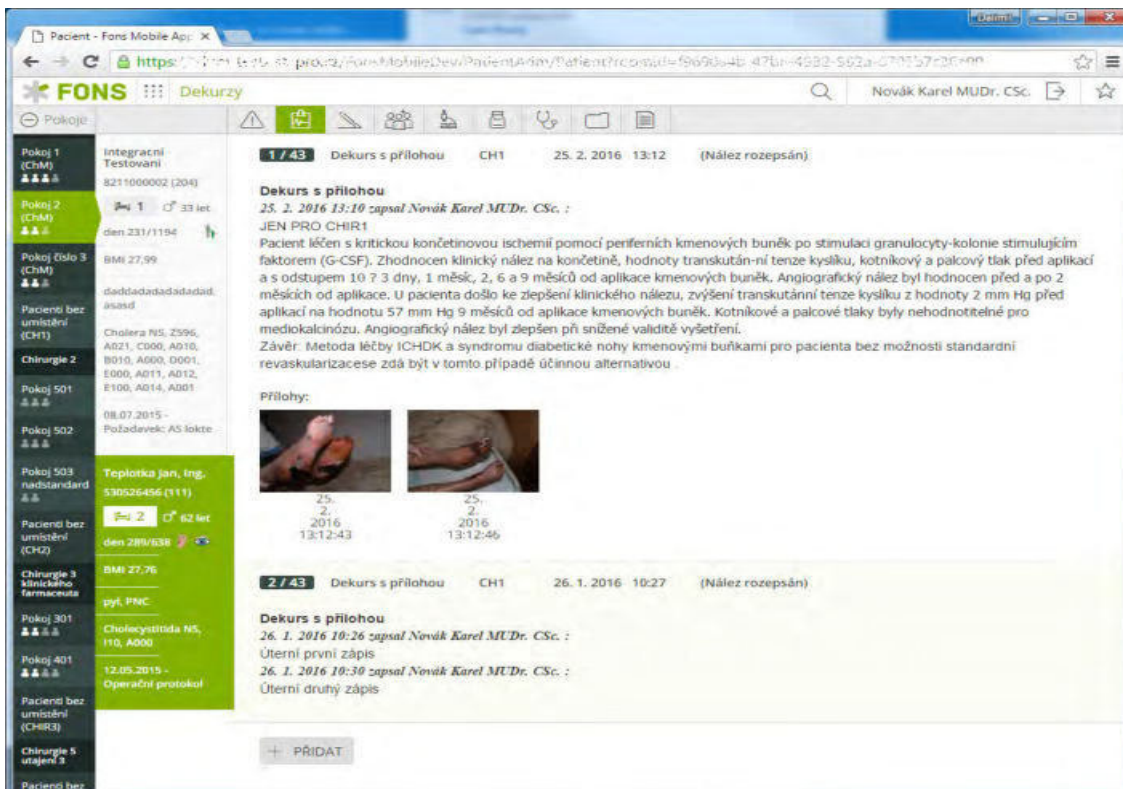 Pacient - Fons Mobile App
https:
FONS Dekurzy
Novák Karel MUDr. CSc.
Pokoje
Pokoj 1
(ChM)
Pokoj 2
(ChM)
Pokoj číslo 3
(ChM)
Pacienti bez
umístění
(CH1)
Chirurgie 2
Pokoj 501
Pokoj 502
Pokoj 503
nadstandard
Pacienti bez
umístění
(CH2)
Chirurgie 3
klinického
farmaceuta
Pokoj 301
Pokoj 401
Pacienti bez
umístění
(CHIR3)
Chirurgie 5
utajení 3
Pacienti bez
Integracni
Testovani
8211000002 (204)
1 33 let
den 231/1194
BMI 27,99
daddadadadadadad,
asasd
Cholera NS, Z596,
A021, C000, A010,
B010, A000, D001,
E000, A011, A012,
E100, A014, A001
08.07.2015 -
Požadavek: AS lokte
Teplotka Jan, Ing.
530526456 (111)
2 62 let
den 289/638
BMI 27,76
pyl, PNC
Cholecystitida NS,
I10, A000
12.05.2015 -
Operační protokol
1 / 43 Dekurs s přílohou CH1 25. 2. 2016 13:12 (Nález rozepsán)
Dekurs s přílohou
25. 2. 2016 13:10 zapsal Novák Karel MUDr. CSc. :
JEN PRO CHIR1
Pacient léčen s kritickou končetinovou ischemií pomocí periferních kmenových buněk po stimulaci granulocyty-kolonie stimulujícím
faktorem (G-CSF). Zhodnocen klinický nález na končetině, hodnoty transkután-ní tenze kyslíku, kotníkový a palcový tlak před aplikací
a s odstupem 10 ? 3 dny, 1 měsíc, 2, 6 a 9 měsíců od aplikace kmenových buněk. Angiografický nález byl hodnocen před a po 2
měsících od aplikace. U pacienta došlo ke zlepšení klinického nálezu, zvýšení transkutánní tenze kyslíku z hodnoty 2 mm Hg před
aplikací na hodnotu 57 mm Hg 9 měsíců od aplikace kmenových buněk. Kotníkové a palcové tlaky byly nehodnotitelné pro
mediokalcinózu. Angiografický nález byl zlepšen při snížené validitě vyšetření.
Závěr: Metoda léčby ICHDK a syndromu diabetické nohy kmenovými buňkami pro pacienta bez možnosti standardní
revaskularizacese zdá být v tomto případě účinnou alternativou .
Přílohy:
25.
2.
2016
13:12:43
25.
2.
2016
13:12:46
2 / 43 Dekurs s přílohou CH1 26. 1. 2016 10:27 (Nález rozepsán)
Dekurs s přílohou
26. 1. 2016 10:26 zapsal Novák Karel MUDr. CSc. :
Úterní první zápis
26. 1. 2016 10:30 zapsal Novák Karel MUDr. CSc. :
Úterní druhý zápis
+ PŘIDAT